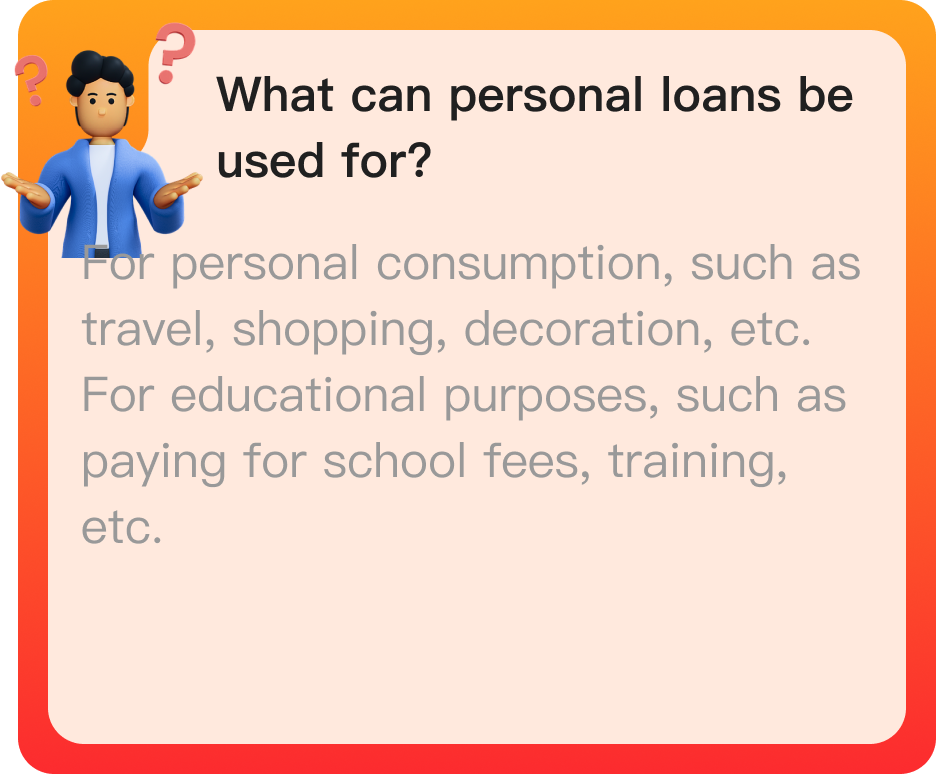 What can personal loans be
used for?
For personal consumption, such as
travel, shopping, decoration, etc.
For educational purposes, such as
paying for school fees, training,
etc.